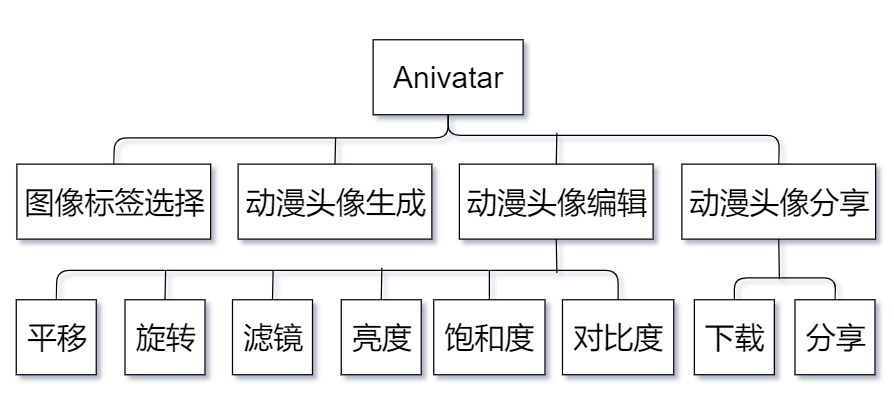 Anivatar
图像标签选择
动漫头像生成
动漫头像编辑
动漫头像分享
平移
旋转
滤镜
亮度
饱和度
对比度
下载
分享